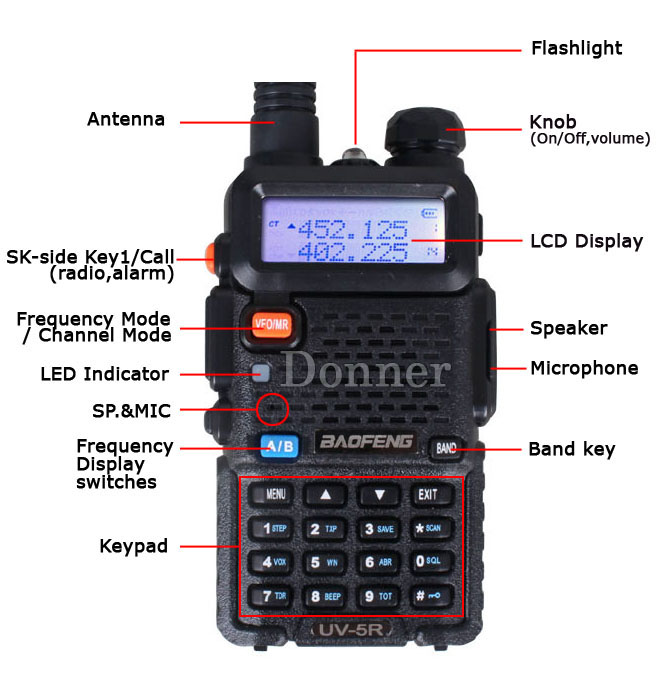 Flashlight
Antenna
Knob
(On/Off,volume)
CT ▲452.125
402.225
LCD Display
SK-side Key1/Call
(radio,alarm)
Frequency Mode
/ Channel Mode
VFO/MR
Speaker
LED Indicator
Donner
Microphone
SP.&MIC
Frequency
Display
switches
A/B
BAOFENG
BAND
Band key
MENU ▲ ▼ EXIT
1 STEP 2 TXP 3 SAVE * SCAN
Keypad
4 VOX 5 WN 6 ABR 0 SQL
7 TDR 8 BEEP 9 TOT #
UV-5R